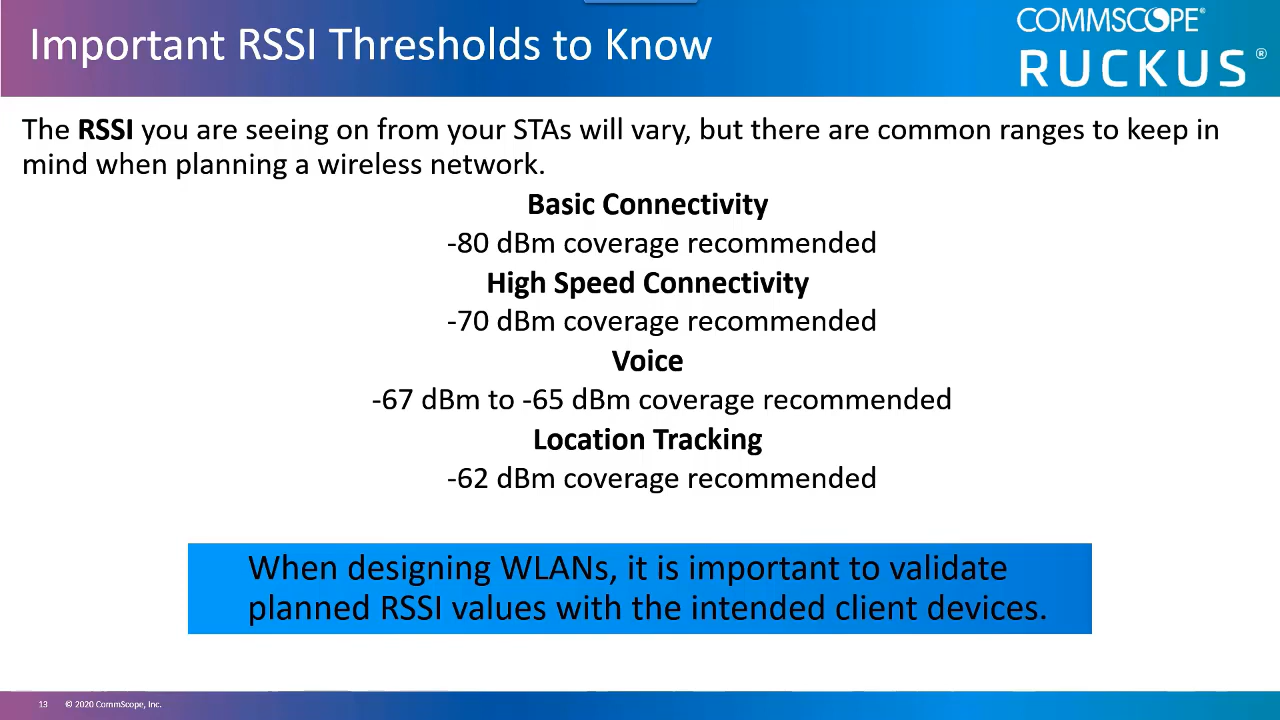 Important RSSI Thresholds to Know
COMMSCOPE®
RUCKUS®
The RSSI you are seeing on from your STAs will vary, but there are common ranges to keep in
mind when planning a wireless network.
Basic Connectivity
-80 dBm coverage recommended
High Speed Connectivity
-70 dBm coverage recommended
Voice
-67 dBm to -65 dBm coverage recommended
Location Tracking
-62 dBm coverage recommended
When designing WLANs, it is important to validate
planned RSSI values with the intended client devices.
13 © 2020 CommScope, Inc.